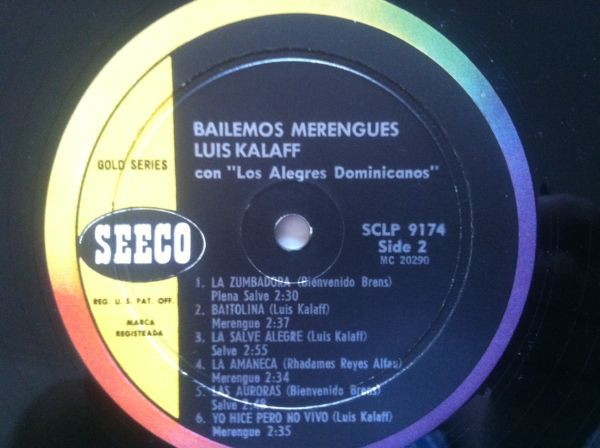 BAILEMOS MERENGUES
LUIS KALAFF
con "Los Alegres Dominicanos"
GOLD SERIES
SEECO
REG. U. S. PAT. OFF.
MARCA
REGISTRADA
SCLP 9174
Side 2
MC 20290
1. LA ZUMBADORA (Bienvenido Brens)
Plena Salve 2:30
2. BAITOLINA (Luis Kalaff)
Merengue 2:37
3. LA SALVE ALEGRE (Luis Kalaff)
Salve 2:55
4. LA AMANECA (Rhadames Reyes Alfau)
Merengue 2:34
5. LAS AURORAS (Bienvenido Brens)
Salve 2:48
6. YO HICE PERO NO VIVO (Luis Kalaff)
Merengue 2:35